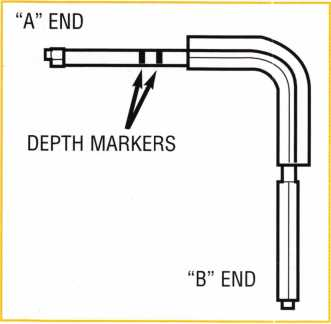 “A” END
DEPTH MARKERS
“B” END